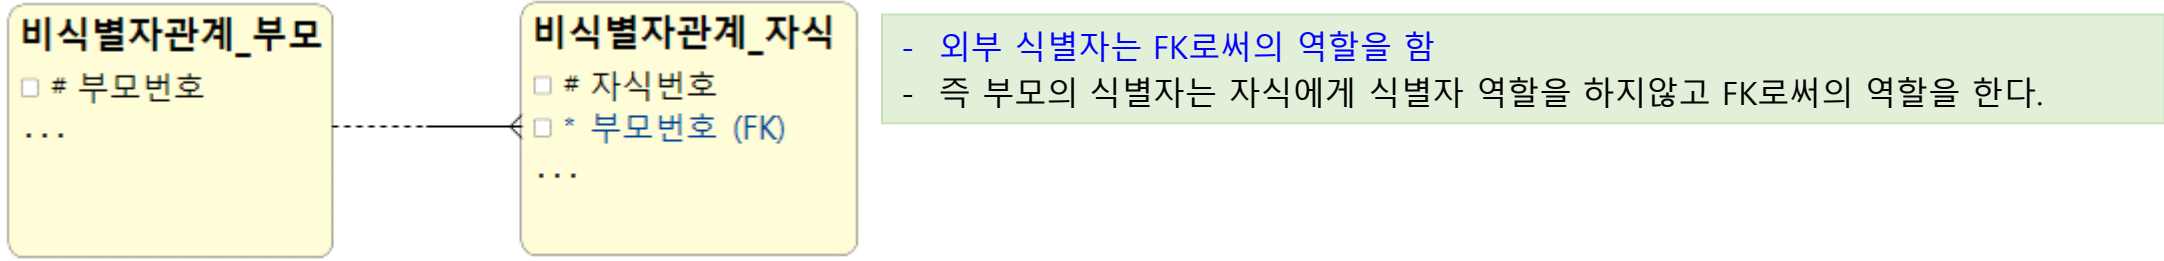 비식별자관계_부모
# 부모번호
...
비식별자관계_자식
# 자식번호
* 부모번호 (FK)
...
- 외부 식별자는 FK로써의 역할을 함
- 즉 부모의 식별자는 자식에게 식별자 역할을 하지않고 FK로써의 역할을 한다.